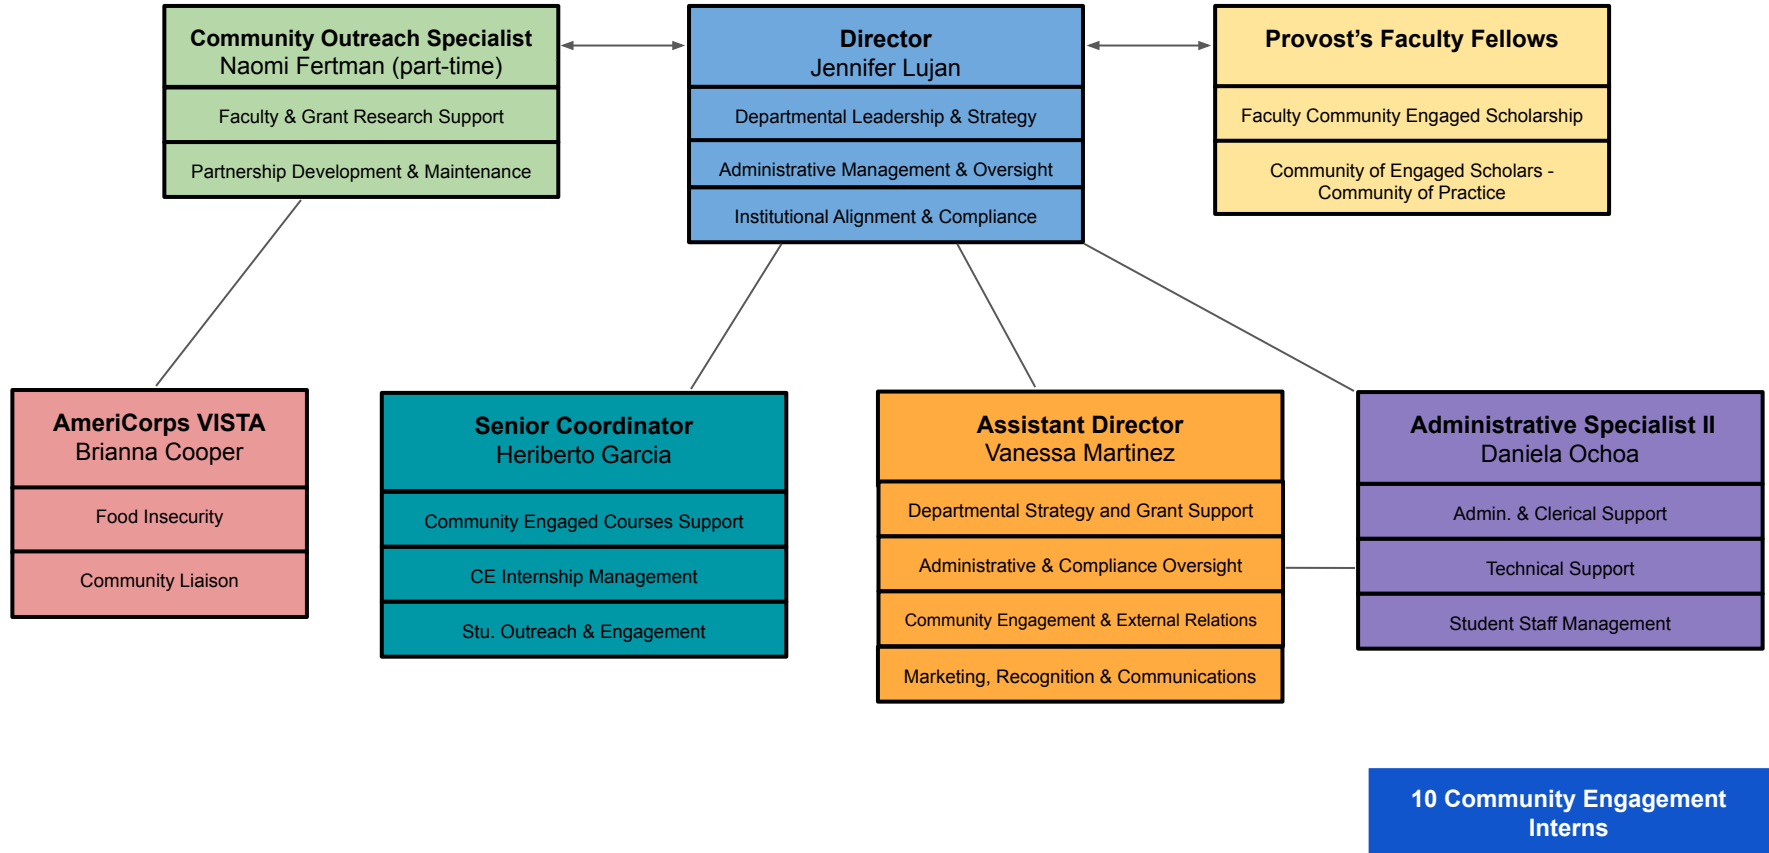 Community Outreach Specialist
Naomi Fertman (part-time)
Faculty & Grant Research Support
Partnership Development & Maintenance
Director
Jennifer Lujan
Departmental Leadership & Strategy
Administrative Management & Oversight
Institutional Alignment & Compliance
Provost's Faculty Fellows
Faculty Community Engaged Scholarship
Community of Engaged Scholars -
Community of Practice
AmeriCorps VISTA
Brianna Cooper
Food Insecurity
Community Liaison
Senior Coordinator
Heriberto Garcia
Community Engaged Courses Support
CE Internship Management
Stu. Outreach & Engagement
Assistant Director
Vanessa Martinez
Departmental Strategy and Grant Support
Administrative & Compliance Oversight
Community Engagement & External Relations
Marketing, Recognition & Communications
Administrative Specialist II
Daniela Ochoa
Admin. & Clerical Support
Technical Support
Student Staff Management
10 Community Engagement
Interns